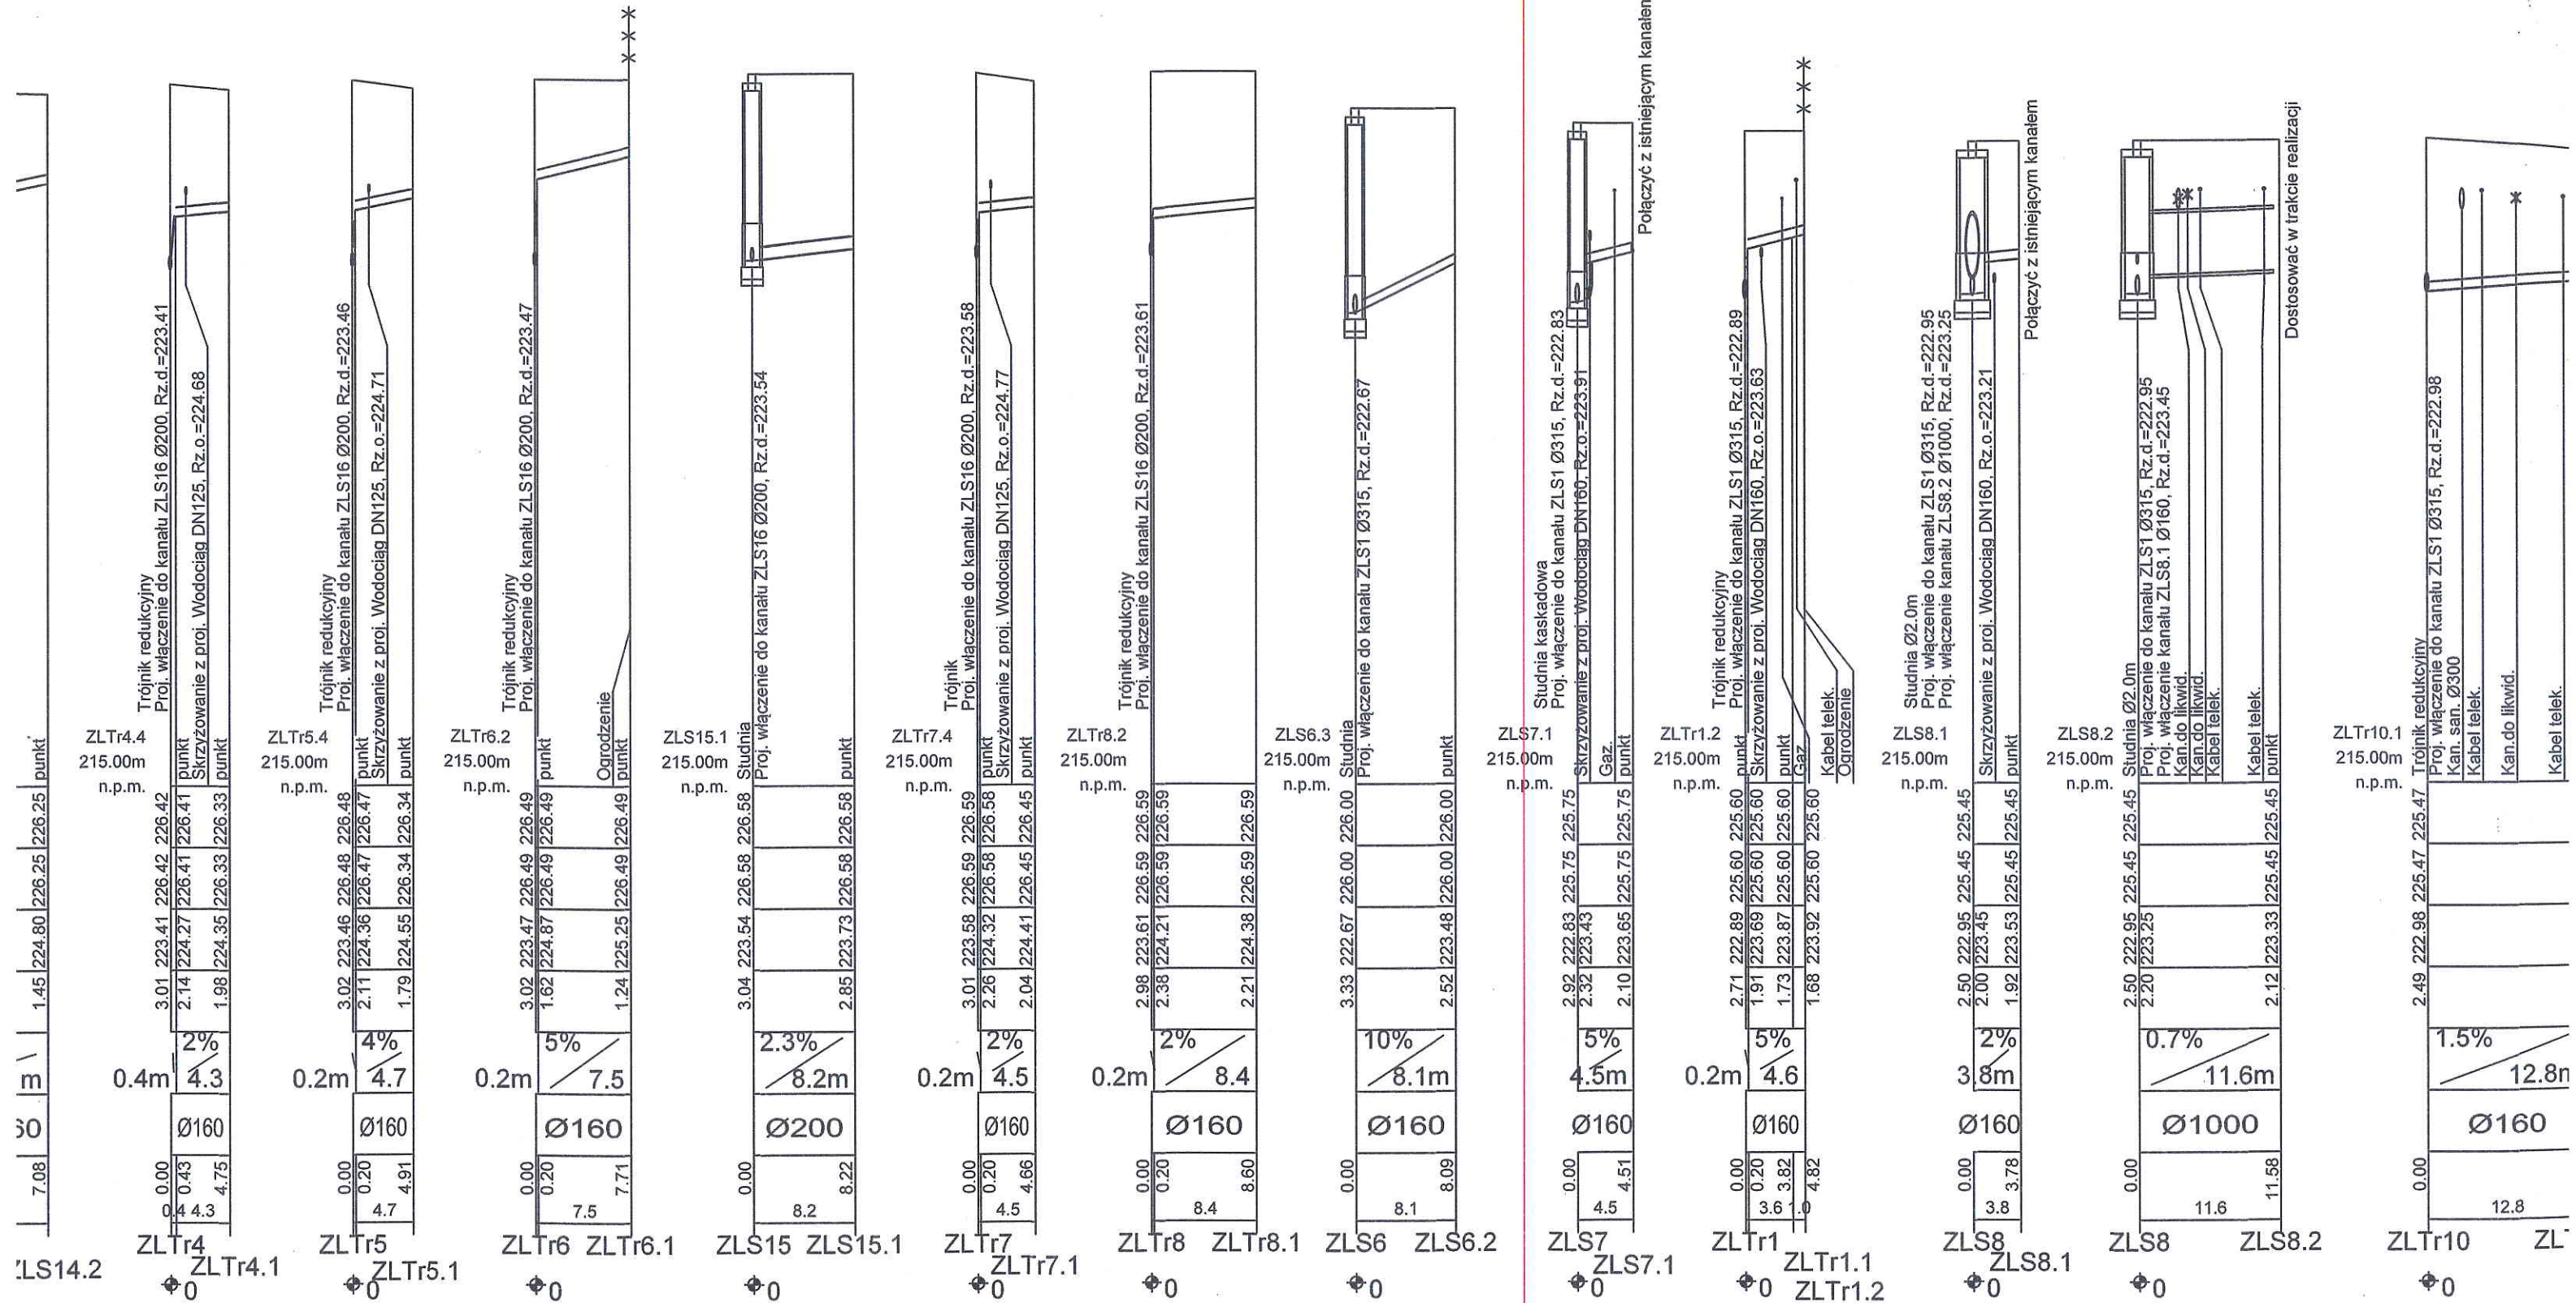 punkt
226.25
226.25
224.80
1.45
m
7.08
ZLS14.2
ZLTr4.4
215.00m
n.p.m.
Trójnik redukcyjny
Proj. włączenie do kanału ZLS16 Ø200, Rz.d.=223.41
punkt
Skrzyżowanie z proj. Wodociąg DN125, Rz.o.=224.68
punkt
226.42 226.41 226.33
226.42 226.41 226.33
223.41 224.27 224.35
3.01 2.14 1.98
2%
0.4m 4.3
Ø160
0.00 0.43 4.75
0.4 4.3
ZLTr4
ZLTr4.1
0
ZLTr5.4
215.00m
n.p.m.
Trójnik redukcyjny
Proj. włączenie do kanału ZLS16 Ø200, Rz.d.=223.46
punkt
Skrzyżowanie z proj. Wodociąg DN125, Rz.o.=224.71
punkt
226.48 226.47 226.34
226.48 226.47 226.34
223.46 224.36 224.55
3.02 2.11 1.79
4%
0.2m 4.7
Ø160
0.00 0.20 4.91
4.7
ZLTr5
ZLTr5.1
0
ZLTr6.2
215.00m
n.p.m.
Trójnik redukcyjny
Proj. włączenie do kanału ZLS16 Ø200, Rz.d.=223.47
punkt
Ogrodzenie
punkt
226.49 226.49 226.49
226.49 226.49 226.49
223.47 224.87 225.25
3.02 1.62 1.24
5%
0.2m 7.5
Ø160
0.00 0.20 7.71
7.5
ZLTr6 ZLTr6.1
0
ZLS15.1
215.00m
n.p.m.
Studnia
Proj. włączenie do kanału ZLS16 Ø200, Rz.d.=223.54
punkt
226.58 226.58
226.58 226.58
223.54 223.73
3.04 2.85
2.3%
8.2m
Ø200
0.00 8.22
8.2
ZLS15 ZLS15.1
0
ZLTr7.4
215.00m
n.p.m.
Trójnik
Proj. włączenie do kanału ZLS16 Ø200, Rz.d.=223.58
punkt
Skrzyżowanie z proj. Wodociąg DN125, Rz.o.=224.77
punkt
226.59 226.58 226.45
226.59 226.58 226.45
223.58 224.32 224.41
3.01 2.26 2.04
2%
0.2m 4.5
Ø160
0.00 0.20 4.66
4.5
ZLTr7
ZLTr7.1
0
ZLTr8.2
215.00m
n.p.m.
Trójnik redukcyjny
Proj. włączenie do kanału ZLS16 Ø200, Rz.d.=223.61
226.59 226.59 226.59
226.59 226.59 226.59
223.61 224.21 224.38
2.98 2.38 2.21
2%
0.2m 8.4
Ø160
0.00 0.20 8.60
8.4
ZLTr8 ZLTr8.1
0
ZLS6.3
215.00m
n.p.m.
Studnia
Proj. włączenie do kanału ZLS1 Ø315, Rz.d.=222.67
punkt
226.00 226.00
226.00 226.00
222.67 223.48
3.33 2.52
10%
8.1m
Ø160
0.00 8.09
8.1
ZLS6 ZLS6.2
0
Połączyć z istniejącym kanałem
ZLS7.1
215.00m
n.p.m.
Studnia kaskadowa
Proj. włączenie do kanału ZLS1 Ø315, Rz.d.=222.83
Skrzyżowanie z proj. Wodociąg DN160, Rz.o.=223.91
Gaz.
punkt
225.75 225.75
225.75 225.75
222.83 223.43 223.65
2.92 2.32 2.10
5%
4.5m
Ø160
0.00 4.51
4.5
ZLS7
ZLS7.1
0
ZLTr1.2
215.00m
n.p.m.
Trójnik redukcyjny
Proj. włączenie do kanału ZLS1 Ø315, Rz.d.=222.89
punkt
Skrzyżowanie z proj. Wodociąg DN160, Rz.o.=223.63
punkt
Gaz.
Kabel telek.
Ogrodzenie
225.60 225.60 225.60 225.60
225.60 225.60 225.60 225.60
222.89 223.69 223.87 223.92
2.71 1.91 1.73 1.68
5%
0.2m 4.6
Ø160
0.00 0.20 3.82 4.82
3.6 1.0
ZLTr1
ZLTr1.1
0 ZLTr1.2
Połączyć z istniejącym kanałem
ZLS8.1
215.00m
n.p.m.
Studnia Ø2.0m
Proj. włączenie do kanału ZLS1 Ø315, Rz.d.=222.95
Proj. włączenie kanału ZLS8.2 Ø1000, Rz.d.=223.25
Skrzyżowanie z proj. Wodociąg DN160, Rz.o.=223.21
punkt
225.45 225.45
225.45 225.45
222.95 223.45 223.53
2.50 2.00 1.92
2%
3.8m
Ø160
0.00 3.78
3.8
ZLS8
ZLS8.1
0
Dostosować w trakcie realizacji
ZLS8.2
215.00m
n.p.m.
Studnia Ø2.0m
Proj. włączenie do kanału ZLS1 Ø315, Rz.d.=222.95
Proj. włączenie kanału ZLS8.1 Ø160, Rz.d.=223.45
Kan.do likwid.
Kan.do likwid.
Kabel telek.
Kabel telek.
punkt
225.45 225.45
225.45 225.45
222.95 223.25 223.33
2.50 2.20 2.12
0.7%
11.6m
Ø1000
0.00 11.58
11.6
ZLS8 ZLS8.2
0
ZLTr10.1
215.00m
n.p.m.
Trójnik redukcyjny
Proj. włączenie do kanału ZLS1 Ø315, Rz.d.=222.98
Kan. san. Ø300
Kabel telek.
Kan.do likwid.
Kabel telek.
225.47
225.47
222.98
2.49
1.5%
12.8m
Ø160
0.00
12.8
ZLTr10
0